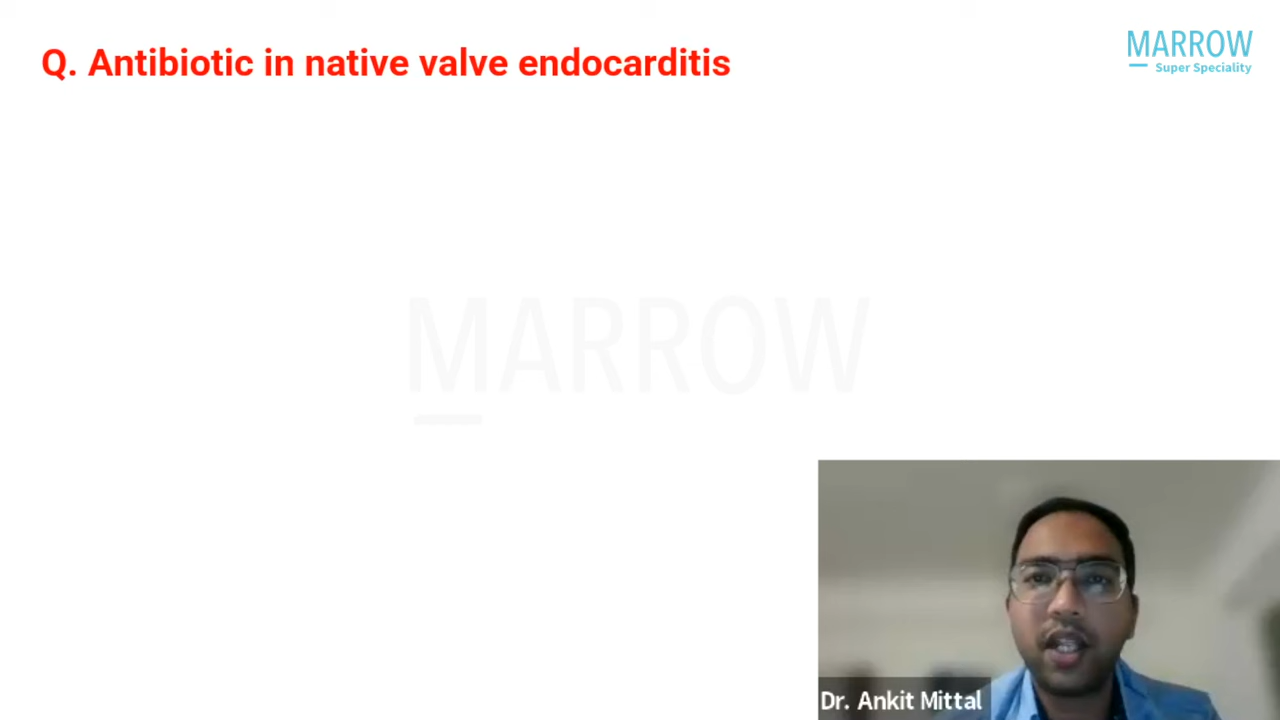 Q. Antibiotic in native valve endocarditis
MARROW
Super Speciality
MARROW
Dr. Ankit Mittal